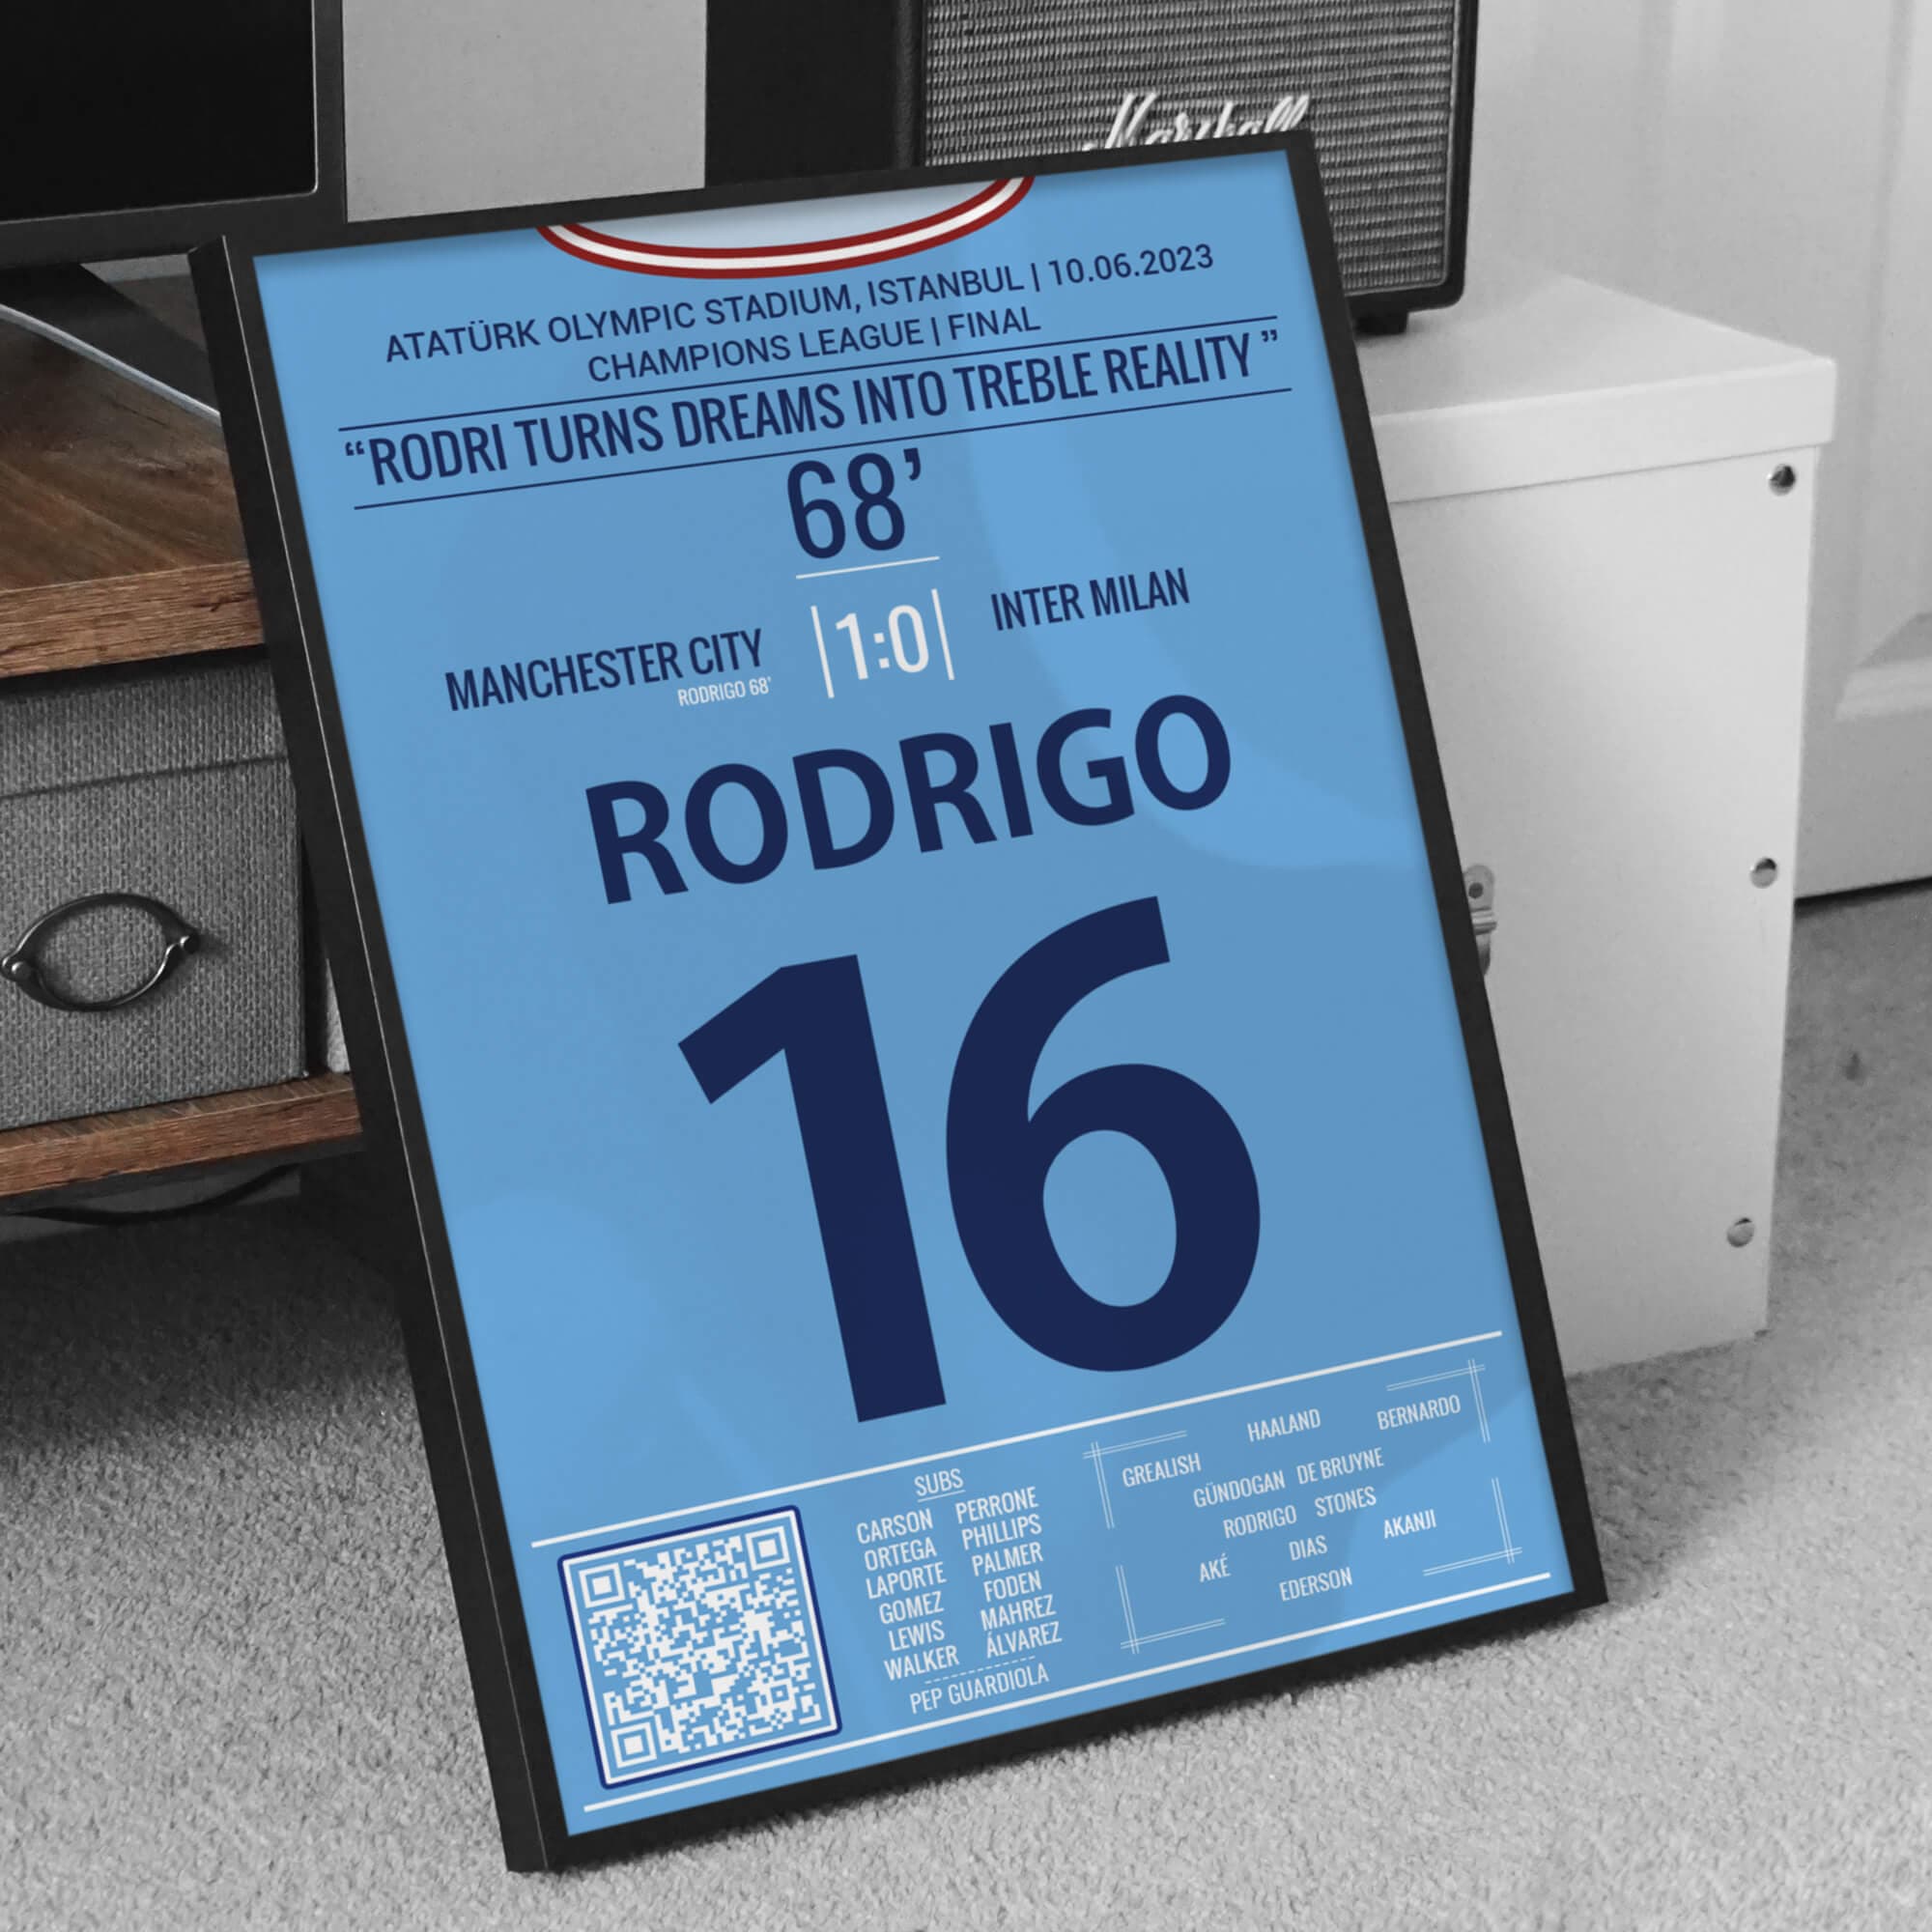 Marshall
ATATÜRK OLYMPIC STADIUM, ISTANBUL | 10.06.2023
CHAMPIONS LEAGUE | FINAL
“RODRI TURNS DREAMS INTO TREBLE REALITY”
68’
MANCHESTER CITY |1:0| INTER MILAN
RODRIGO 68'
RODRIGO
16
SUBS
CARSON PERRONE
ORTEGA PHILLIPS
LAPORTE PALMER
GOMEZ FODEN
LEWIS MAHREZ
WALKER ÁLVAREZ
PEP GUARDIOLA
GREALISH HAALAND BERNARDO
GÜNDOGAN DE BRUYNE
RODRIGO STONES
AKÉ DIAS AKANJI
EDERSON